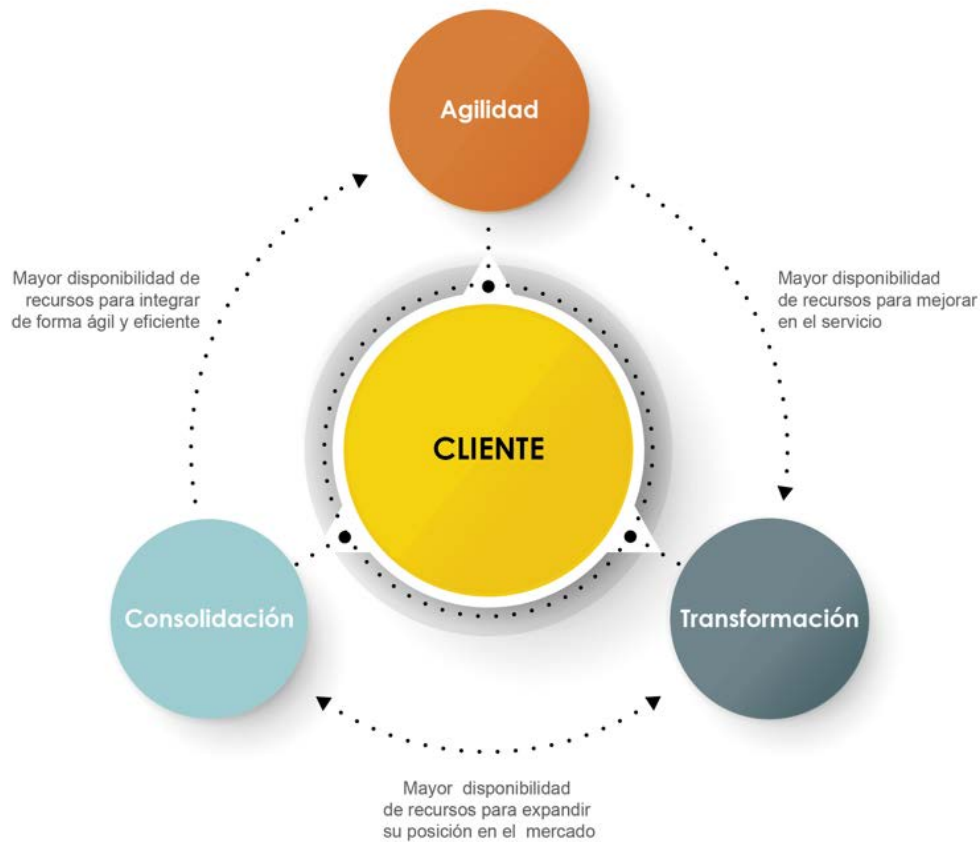 Agilidad
Mayor disponibilidad de
recursos para integrar
de forma ágil y eficiente
Mayor disponibilidad
de recursos para mejorar
en el servicio
CLIENTE
Consolidación
Transformación
Mayor disponibilidad
de recursos para expandir
su posición en el mercado